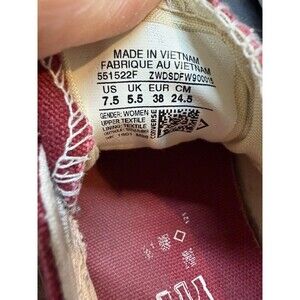 MADE IN VIETNAM
FABRIQUE AU VIETNAM
551522F ZWDSDFW90001S
US UK EUR CM
7.5 5.5 38 24.5
GENDER: WOMEN
UPPER: TEXTILE
LINING: TEXTILE
CONVERSE